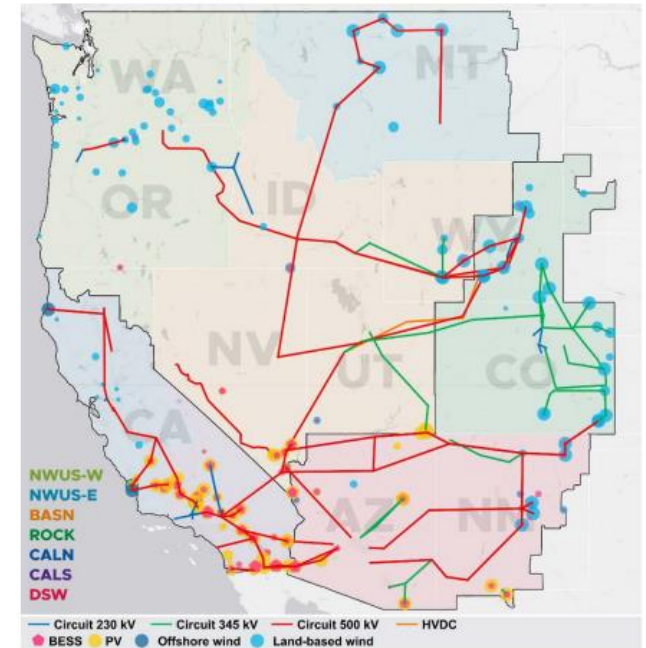 WA
MT
OR
ID
WY
NV
UT
CO
CA
AZ
NM
NWUS-W
NWUS-E
BASN
ROCK
CALN
CALS
DSW
Circuit 230 kV Circuit 345 kV Circuit 500 kV HVDC
BESS PV Offshore wind Land-based wind